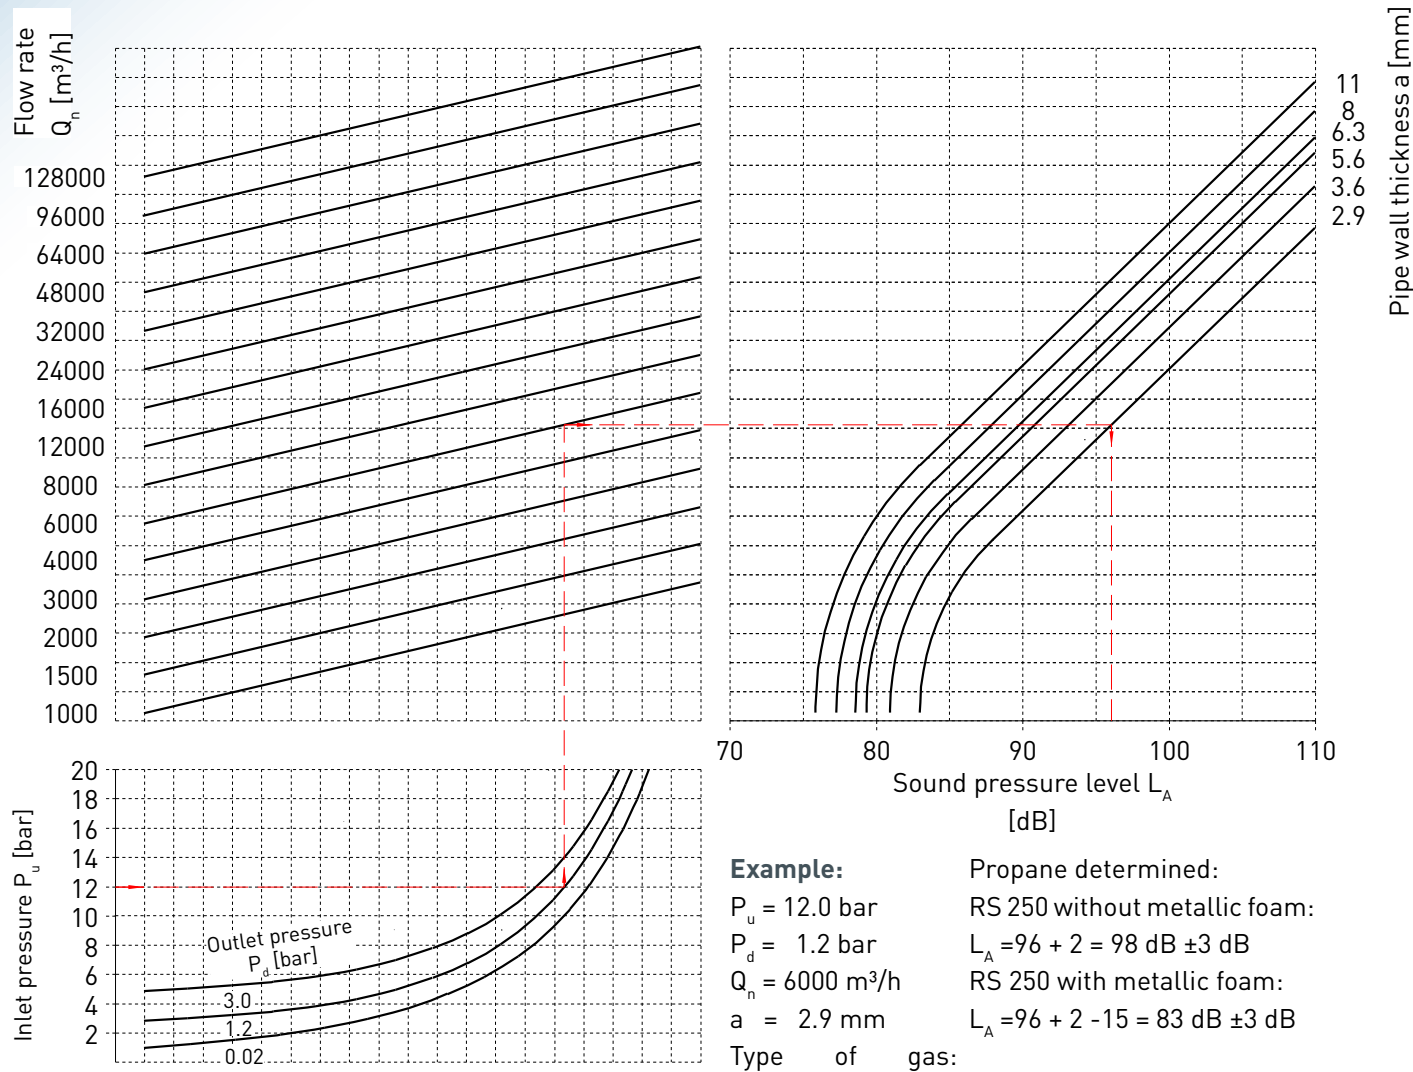 Flow rate
Qn [m³/h]
128000
96000
64000
48000
32000
24000
16000
12000
8000
6000
4000
3000
2000
1500
1000
11
8
6.3
5.6
3.6
2.9
Pipe wall thickness a [mm]
70 80 90 100 110
Sound pressure level LA
[dB]
Inlet pressure Pu [bar]
20
18
16
14
12
10
8
6
4
2
Outlet pressure
Pd [bar]
3.0
1.2
0.02
Example:
Pu = 12.0 bar
Pd = 1.2 bar
Qn = 6000 m³/h
a = 2.9 mm
Type of gas:
Propane determined:
RS 250 without metallic foam:
LA =96 + 2 = 98 dB ±3 dB
RS 250 with metallic foam:
LA =96 + 2 -15 = 83 dB ±3 dB